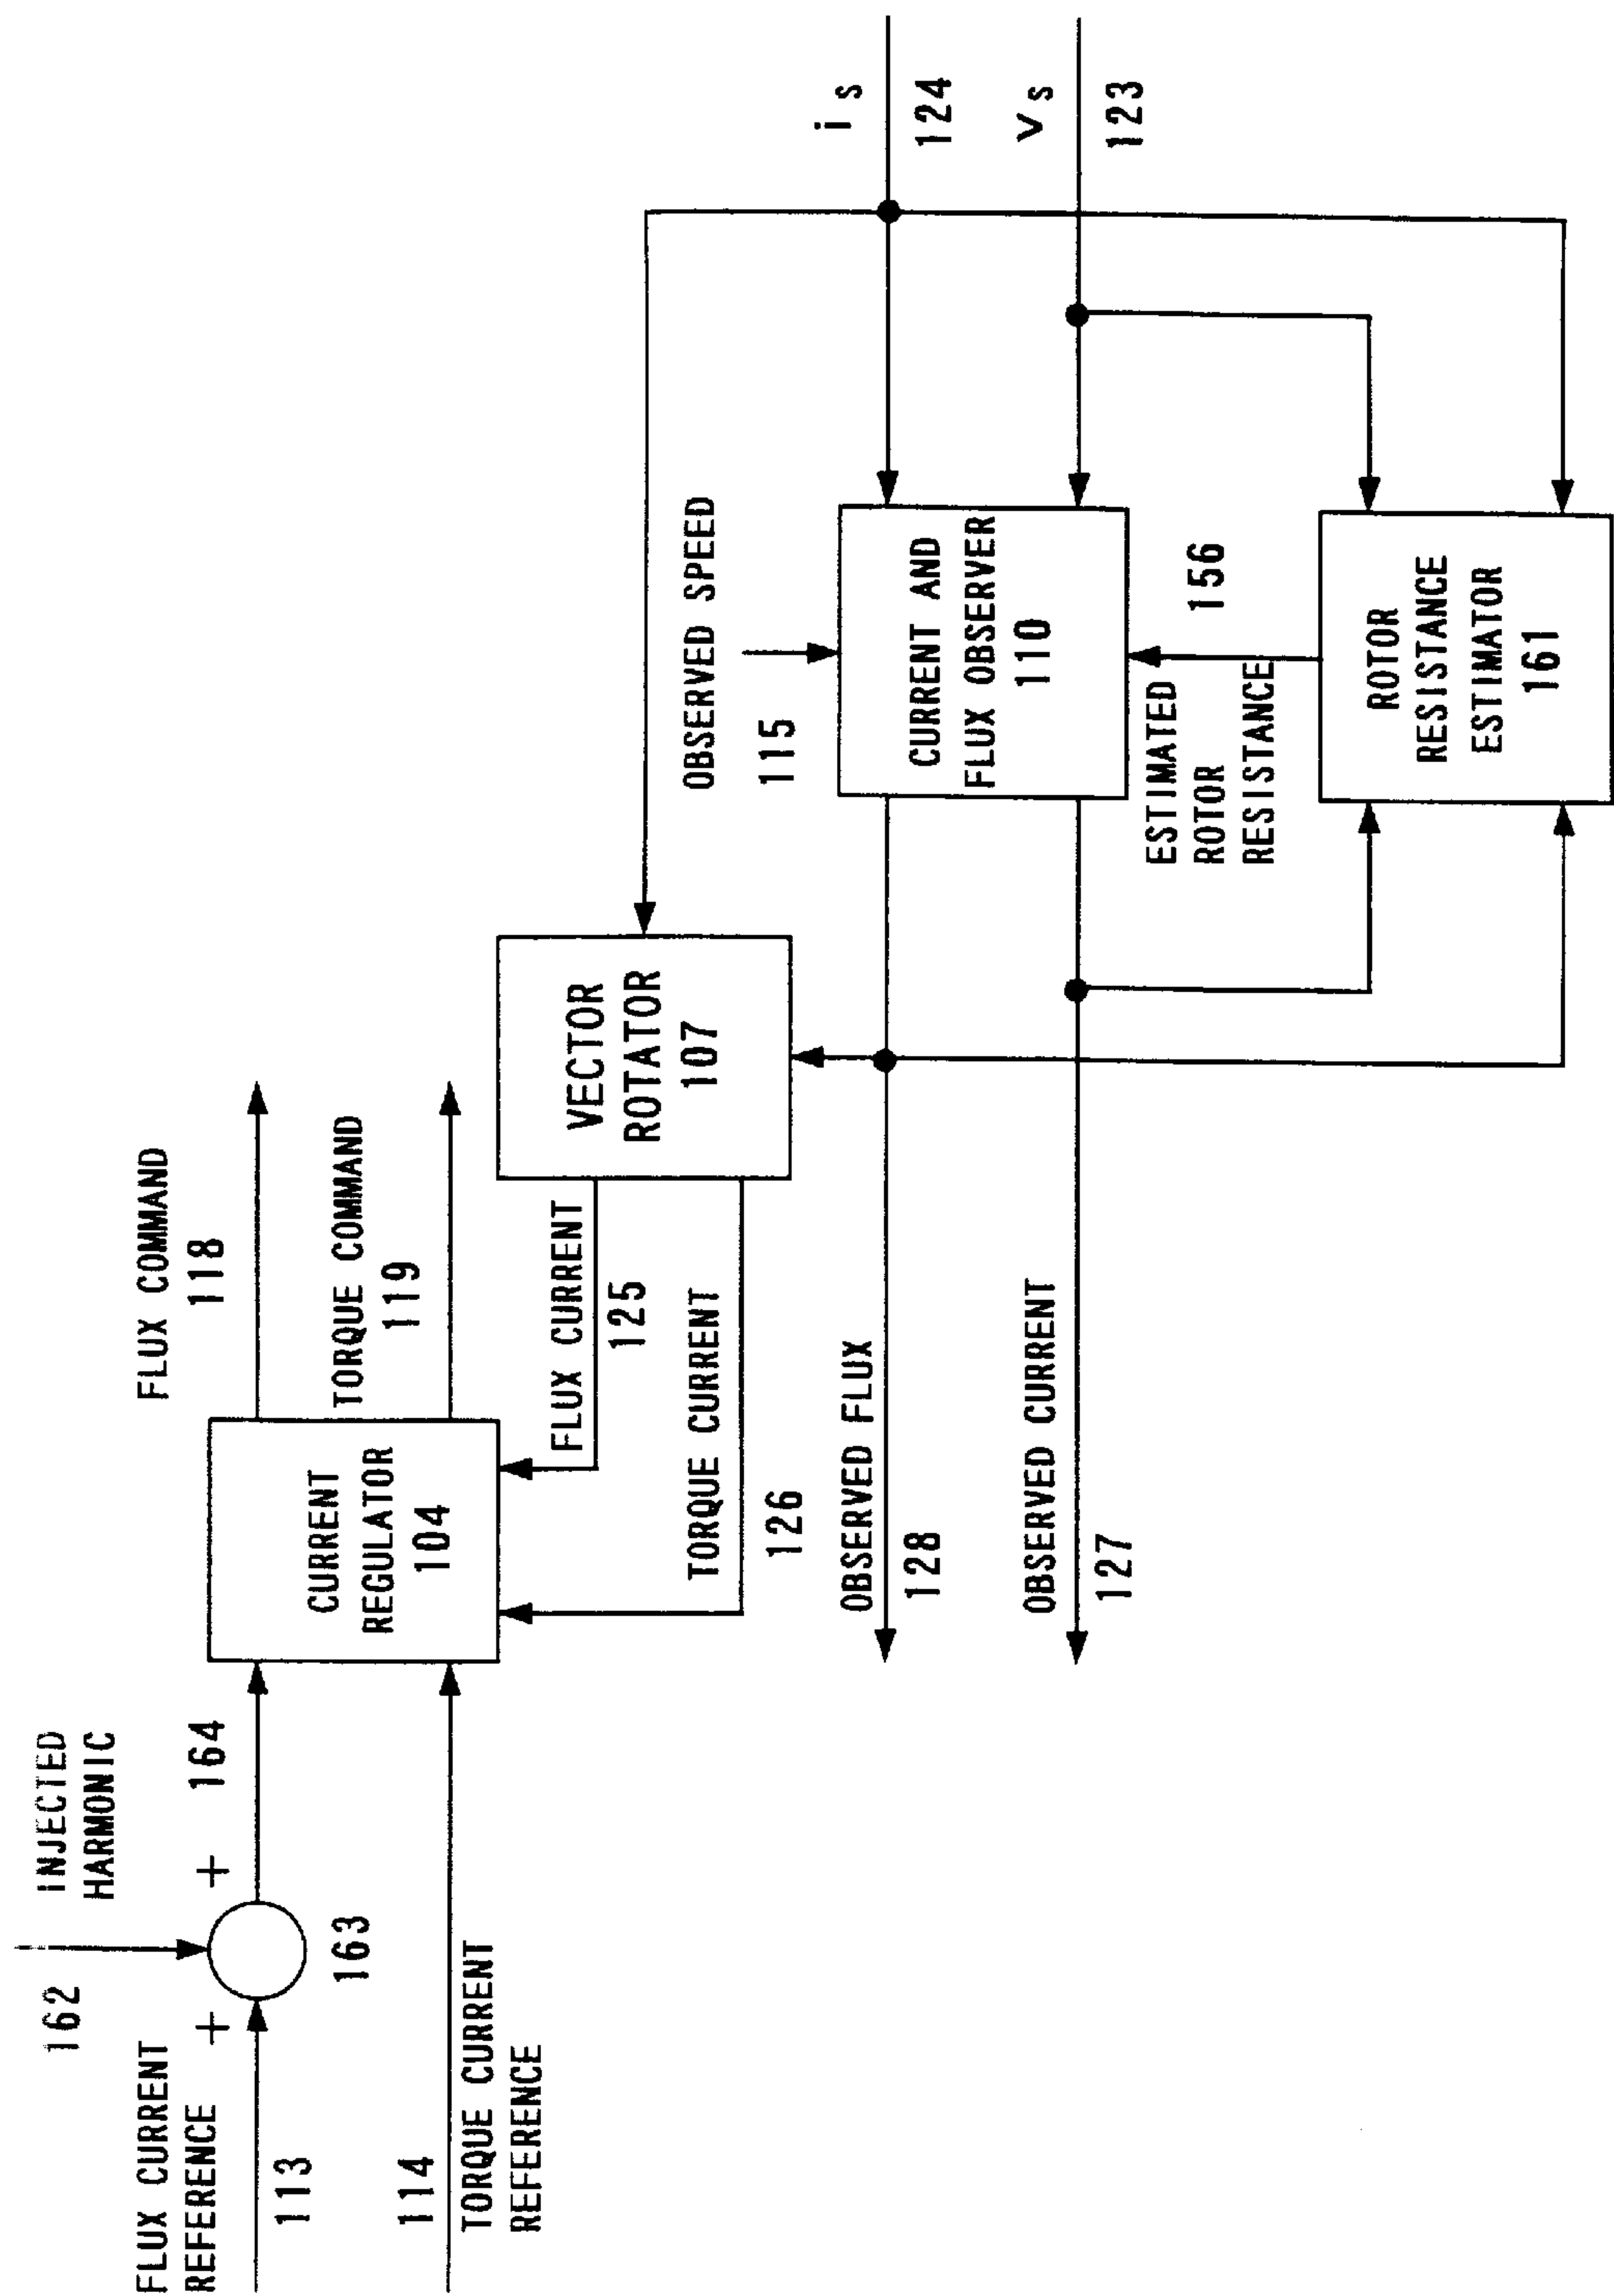 INJECTED
HARMONIC
162
FLUX CURRENT
REFERENCE
+
+
164
113
163
114
TORQUE CURRENT
REFERENCE
CURRENT
REGULATOR
104
FLUX COMMAND
118
TORQUE COMMAND
119
FLUX CURRENT
125
TORQUE CURRENT
126
VECTOR
ROTATOR
107
OBSERVED SPEED
115
OBSERVED FLUX
128
OBSERVED CURRENT
127
CURRENT AND
FLUX OBSERVER
110
i s
124
v s
123
ESTIMATED
ROTOR
RESISTANCE
156
ROTOR
RESISTANCE
ESTIMATOR
161